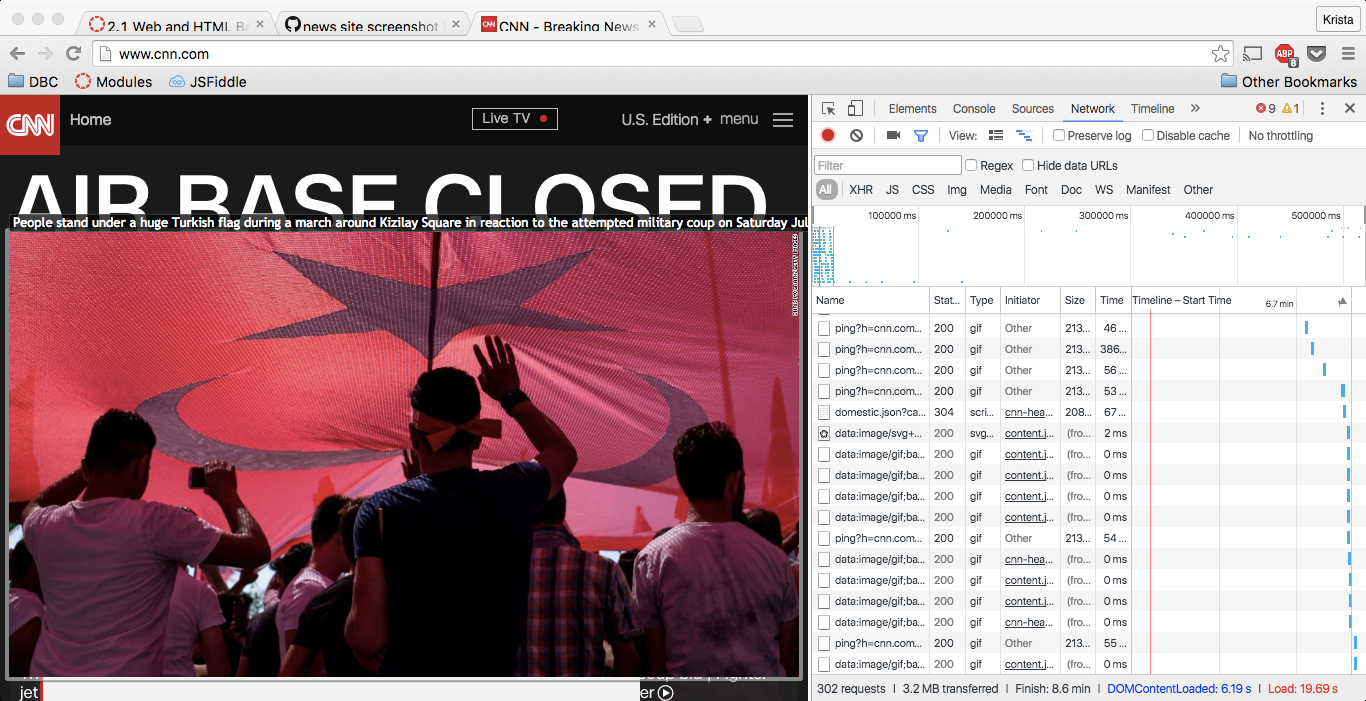 2.1 Web and HTML Ba
news site screenshot
CNN - Breaking News
Krista
www.cnn.com
ABP
8
DBC
Modules
JSFiddle
Other Bookmarks
CNN
Home
Live TV
U.S. Edition +
menu
AIR BASE CLOSED
People stand under a huge Turkish flag during a march around Kizilay Square in reaction to the attempted military coup on Saturday Jul
jet
er
Elements Console Sources Network Timeline »
9 1
View:
Preserve log
Disable cache
No throttling
Filter
Regex
Hide data URLs
All XHR JS CSS Img Media Font Doc WS Manifest Other
100000 ms 200000 ms 300000 ms 400000 ms 500000 ms
Name Stat... Type Initiator Size Time Timeline – Start Time 6.7 min
ping?h=cnn.com... 200 gif Other 213... 46 ...
ping?h=cnn.com... 200 gif Other 213... 386...
ping?h=cnn.com... 200 gif Other 213... 56 ...
ping?h=cnn.com... 200 gif Other 213... 53 ...
domestic.json?ca... 304 scri... cnn-hea... 208... 67...
data:image/svg+... 200 svg... content.j... (fro... 2 ms
data:image/gif;ba... 200 gif content.j... (fro... 0 ms
data:image/gif;ba... 200 gif content.j... (fro... 0 ms
data:image/gif;ba... 200 gif content.j... (fro... 0 ms
data:image/gif;ba... 200 gif content.j... (fro... 0 ms
ping?h=cnn.com... 200 gif Other 213... 54 ...
data:image/gif;ba... 200 gif cnn-hea... (fro... 0 ms
data:image/gif;ba... 200 gif content.j... (fro... 0 ms
data:image/gif;ba... 200 gif content.j... (fro... 0 ms
data:image/gif;ba... 200 gif cnn-hea... (fro... 0 ms
ping?h=cnn.com... 200 gif Other 213... 55 ...
data:image/gif;ba... 200 gif content.j... (fro... 0 ms
302 requests | 3.2 MB transferred | Finish: 8.6 min | DOMContentLoaded: 6.19 s | Load: 19.69 s